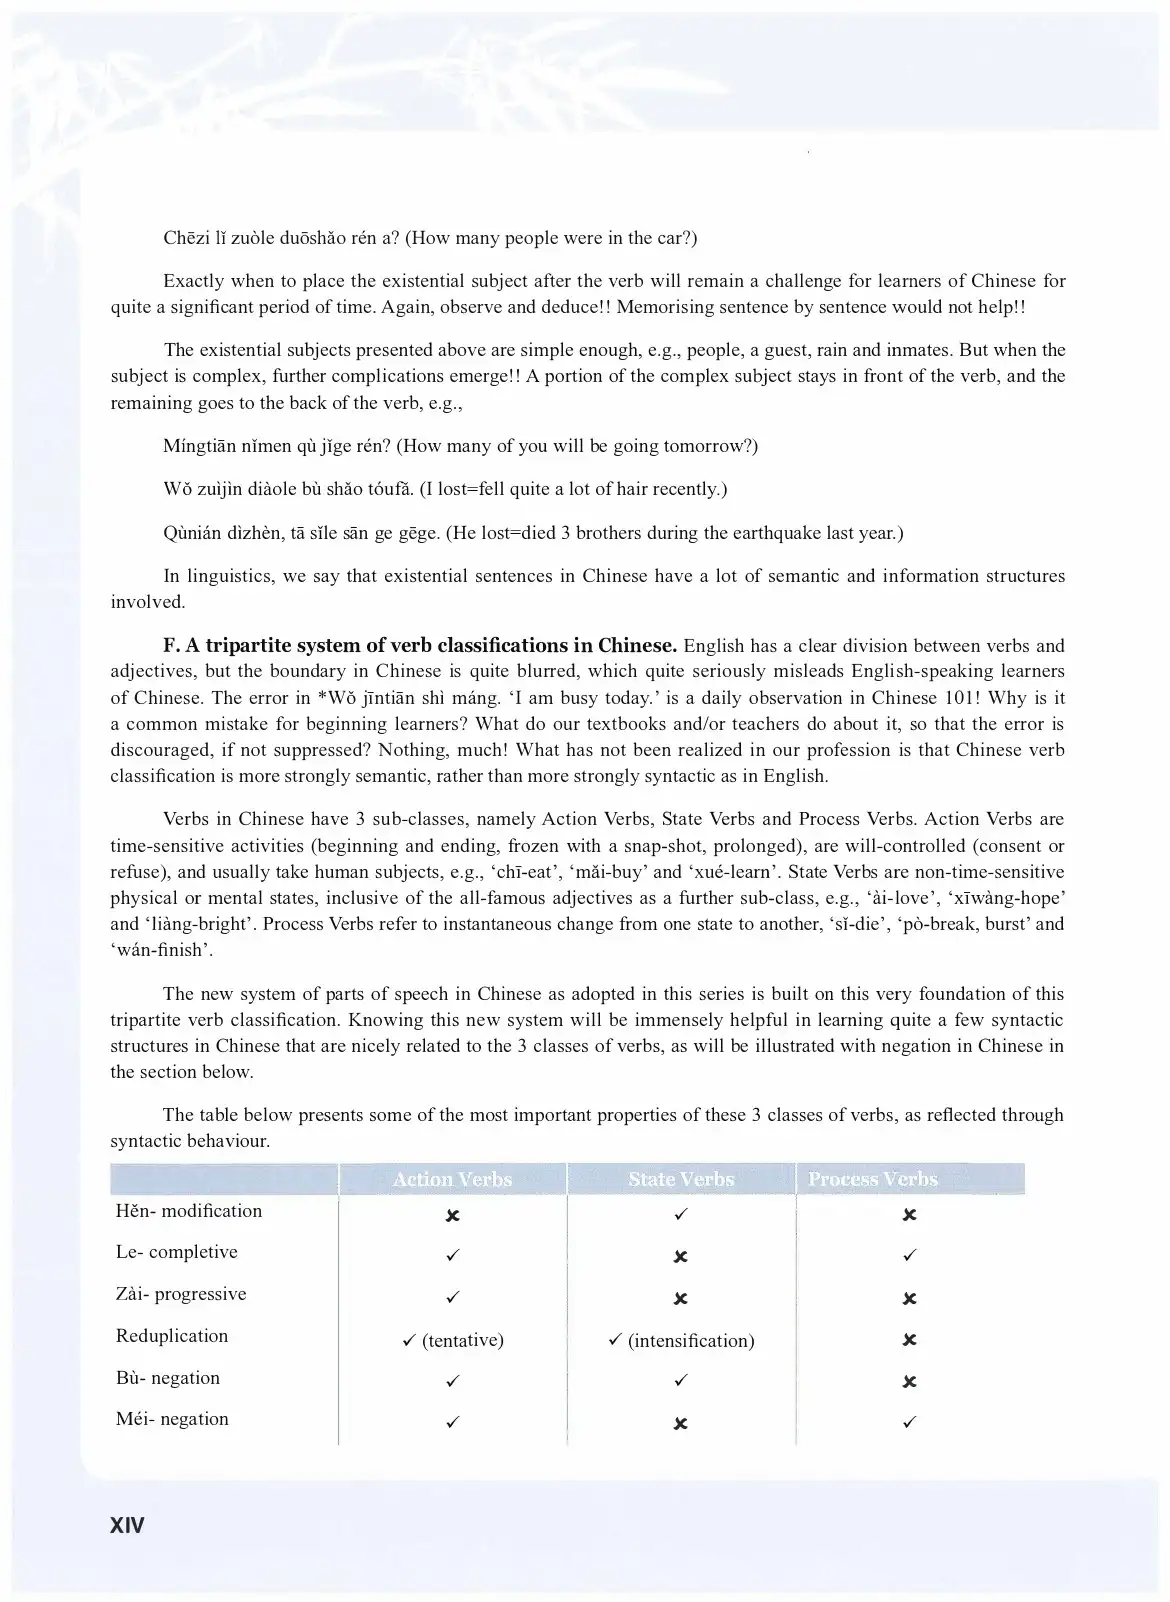 Chēzi lǐ zuòle duōshǎo rén a? (How many people were in the car?)
Exactly when to place the existential subject after the verb will remain a challenge for learners of Chinese for
quite a significant period of time. Again, observe and deduce!! Memorising sentence by sentence would not help!!
The existential subjects presented above are simple enough, e.g., people, a guest, rain and inmates. But when the
subject is complex, further complications emerge!! A portion of the complex subject stays in front of the verb, and the
remaining goes to the back of the verb, e.g.,
Míngtiān nǐmen qù jǐge rén? (How many of you will be going tomorrow?)
Wǒ zuìjìn diàole bù shǎo tóufǎ. (I lost=fell quite a lot of hair recently.)
Qùnián dìzhèn, tā sǐle sān ge gēge. (He lost=died 3 brothers during the earthquake last year.)
In linguistics, we say that existential sentences in Chinese have a lot of semantic and information structures
involved.
F. A tripartite system of verb classifications in Chinese. English has a clear division between verbs and
adjectives, but the boundary in Chinese is quite blurred, which quite seriously misleads English-speaking learners
of Chinese. The error in *Wǒ jīntiān shì máng. ‘I am busy today.’ is a daily observation in Chinese 101! Why is it
a common mistake for beginning learners? What do our textbooks and/or teachers do about it, so that the error is
discouraged, if not suppressed? Nothing, much! What has not been realized in our profession is that Chinese verb
classification is more strongly semantic, rather than more strongly syntactic as in English.
Verbs in Chinese have 3 sub-classes, namely Action Verbs, State Verbs and Process Verbs. Action Verbs are
time-sensitive activities (beginning and ending, frozen with a snap-shot, prolonged), are will-controlled (consent or
refuse), and usually take human subjects, e.g., ‘chī-eat’, ‘mǎi-buy’ and ‘xué-learn’. State Verbs are non-time-sensitive
physical or mental states, inclusive of the all-famous adjectives as a further sub-class, e.g., ‘ài-love’, ‘xīwàng-hope’
and ‘liàng-bright’. Process Verbs refer to instantaneous change from one state to another, ‘sǐ-die’, ‘pò-break, burst’ and
‘wán-finish’.
The new system of parts of speech in Chinese as adopted in this series is built on this very foundation of this
tripartite verb classification. Knowing this new system will be immensely helpful in learning quite a few syntactic
structures in Chinese that are nicely related to the 3 classes of verbs, as will be illustrated with negation in Chinese in
the section below.
The table below presents some of the most important properties of these 3 classes of verbs, as reflected through
syntactic behaviour.
Action Verbs State Verbs Process Verbs
Hěn- modification ✘ ✓ ✘
Le- completive ✓ ✘ ✓
Zài- progressive ✓ ✘ ✘
Reduplication ✓ (tentative) ✓ (intensification) ✘
Bù- negation ✓ ✓ ✘
Méi- negation ✓ ✘ ✓
XIV